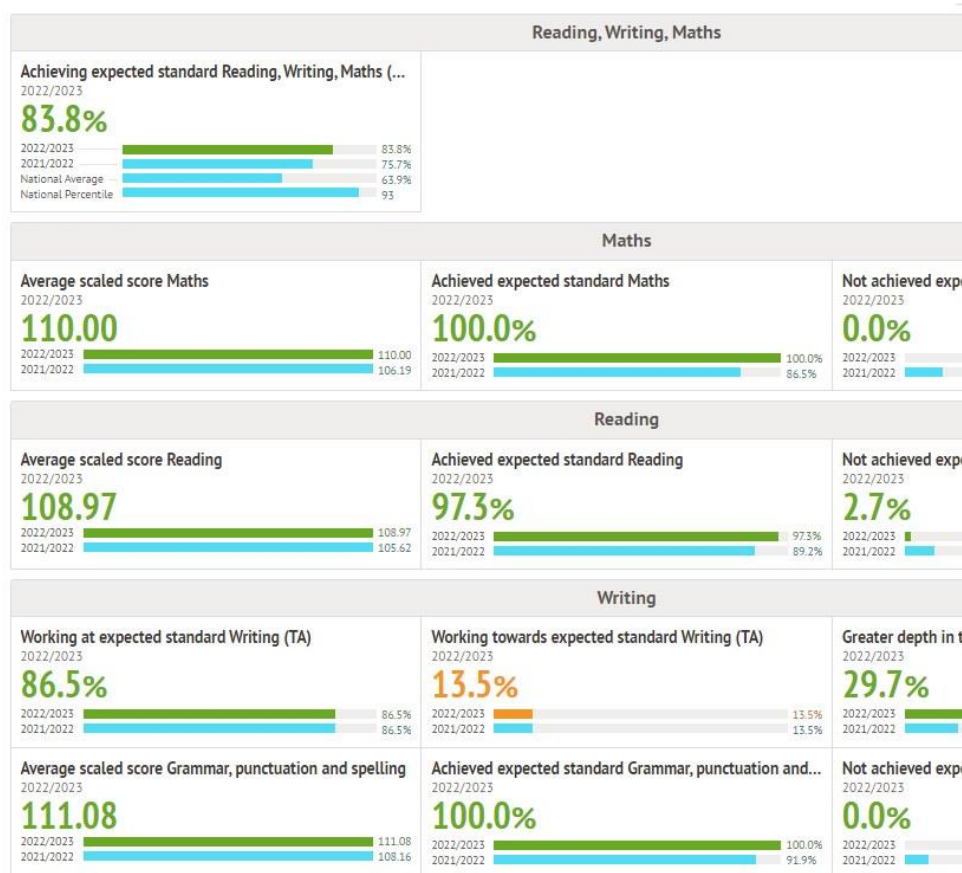 Reading, Writing, Maths
Achieving expected standard Reading, Writing, Maths (...
2022/2023
83.8%
2022/2023 83.8%
2021/2022 75.7%
National Average 63.9%
National Percentile 93
Maths
Average scaled score Maths
2022/2023
110.00
2022/2023 110.00
2021/2022 106.19
Achieved expected standard Maths
2022/2023
100.0%
2022/2023 100.0%
2021/2022 86.5%
Not achieved expe
2022/2023
0.0%
2022/2023
2021/2022
Reading
Average scaled score Reading
2022/2023
108.97
2022/2023 108.97
2021/2022 105.62
Achieved expected standard Reading
2022/2023
97.3%
2022/2023 97.3%
2021/2022 89.2%
Not achieved expe
2022/2023
2.7%
2022/2023
2021/2022
Writing
Working at expected standard Writing (TA)
2022/2023
86.5%
2022/2023 86.5%
2021/2022 86.5%
Working towards expected standard Writing (TA)
2022/2023
13.5%
2022/2023 13.5%
2021/2022 13.5%
Greater depth in t
2022/2023
29.7%
2022/2023
2021/2022
Average scaled score Grammar, punctuation and spelling
2022/2023
111.08
2022/2023 111.08
2021/2022 108.16
Achieved expected standard Grammar, punctuation and...
2022/2023
100.0%
2022/2023 100.0%
2021/2022 91.9%
Not achieved expe
2022/2023
0.0%
2022/2023
2021/2022